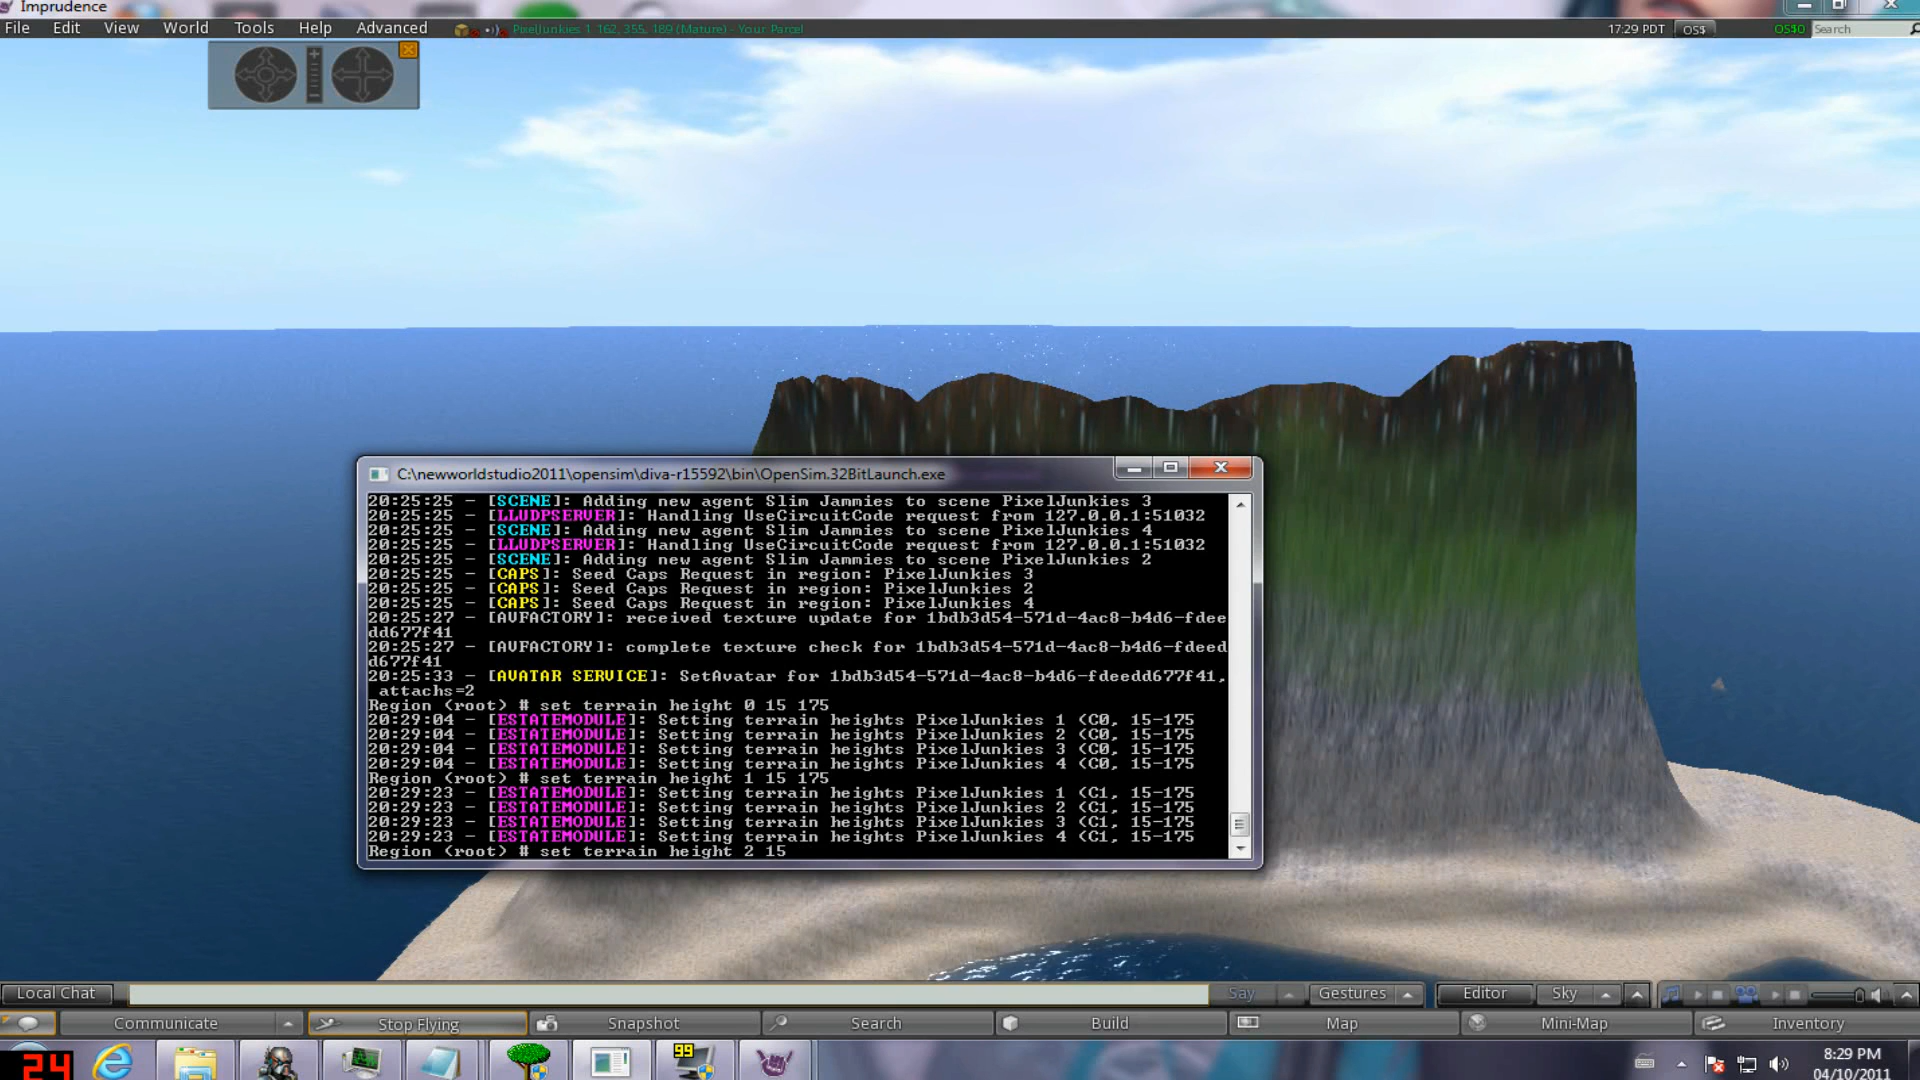 Imprudence
File Edit View World Tools Help Advanced PixelJunkies 1 162, 355, 189 (Mature) - Your Parcel 17:29 PDT OS$ OS$0 Search
C:\newworldstudio2011\opensim\diva-r15592\bin\OpenSim.32BitLaunch.exe
20:25:25 - [SCENE]: Adding new agent Slim Jammies to scene PixelJunkies 3
20:25:25 - [LLUDPSERVER]: Handling UseCircuitCode request from 127.0.0.1:51032
20:25:25 - [SCENE]: Adding new agent Slim Jammies to scene PixelJunkies 4
20:25:25 - [LLUDPSERVER]: Handling UseCircuitCode request from 127.0.0.1:51032
20:25:25 - [SCENE]: Adding new agent Slim Jammies to scene PixelJunkies 2
20:25:25 - [CAPS]: Seed Caps Request in region: PixelJunkies 3
20:25:25 - [CAPS]: Seed Caps Request in region: PixelJunkies 2
20:25:25 - [CAPS]: Seed Caps Request in region: PixelJunkies 4
20:25:27 - [AVFACTORY]: received texture update for 1bdb3d54-571d-4ac8-b4d6-fdee
dd677f41
20:25:27 - [AVFACTORY]: complete texture check for 1bdb3d54-571d-4ac8-b4d6-fdeed
d677f41
20:25:33 - [AVATAR SERVICE]: SetAvatar for 1bdb3d54-571d-4ac8-b4d6-fdeedd677f41,
attachs=2
Region (root) # set terrain height 0 15 175
20:29:04 - [ESTATEMODULE]: Setting terrain heights PixelJunkies 1 (C0, 15-175
20:29:04 - [ESTATEMODULE]: Setting terrain heights PixelJunkies 2 (C0, 15-175
20:29:04 - [ESTATEMODULE]: Setting terrain heights PixelJunkies 3 (C0, 15-175
20:29:04 - [ESTATEMODULE]: Setting terrain heights PixelJunkies 4 (C0, 15-175
Region (root) # set terrain height 1 15 175
20:29:23 - [ESTATEMODULE]: Setting terrain heights PixelJunkies 1 (C1, 15-175
20:29:23 - [ESTATEMODULE]: Setting terrain heights PixelJunkies 2 (C1, 15-175
20:29:23 - [ESTATEMODULE]: Setting terrain heights PixelJunkies 3 (C1, 15-175
20:29:23 - [ESTATEMODULE]: Setting terrain heights PixelJunkies 4 (C1, 15-175
Region (root) # set terrain height 2 15
Local Chat Say Gestures Editor Sky
Communicate Stop Flying Snapshot Search Build Map Mini-Map Inventory
24 99 8:29 PM
04/10/2011